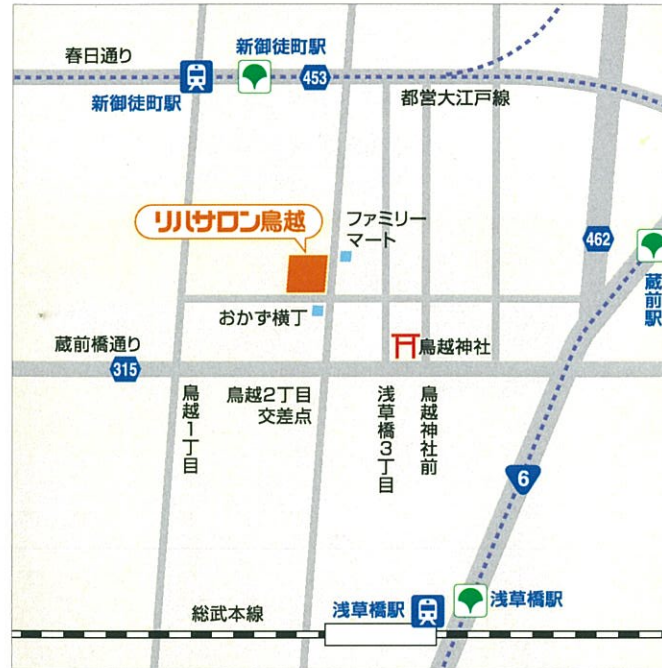 春日通り
新御徒町駅
新御徒町駅
453
都営大江戸線
リハサロン鳥越
ファミリー
マート
462
蔵前駅
おかず横丁
鳥越神社
蔵前橋通り
315
鳥越1丁目
鳥越2丁目
交差点
浅草橋3丁目
鳥越神社前
6
総武本線
浅草橋駅
浅草橋駅